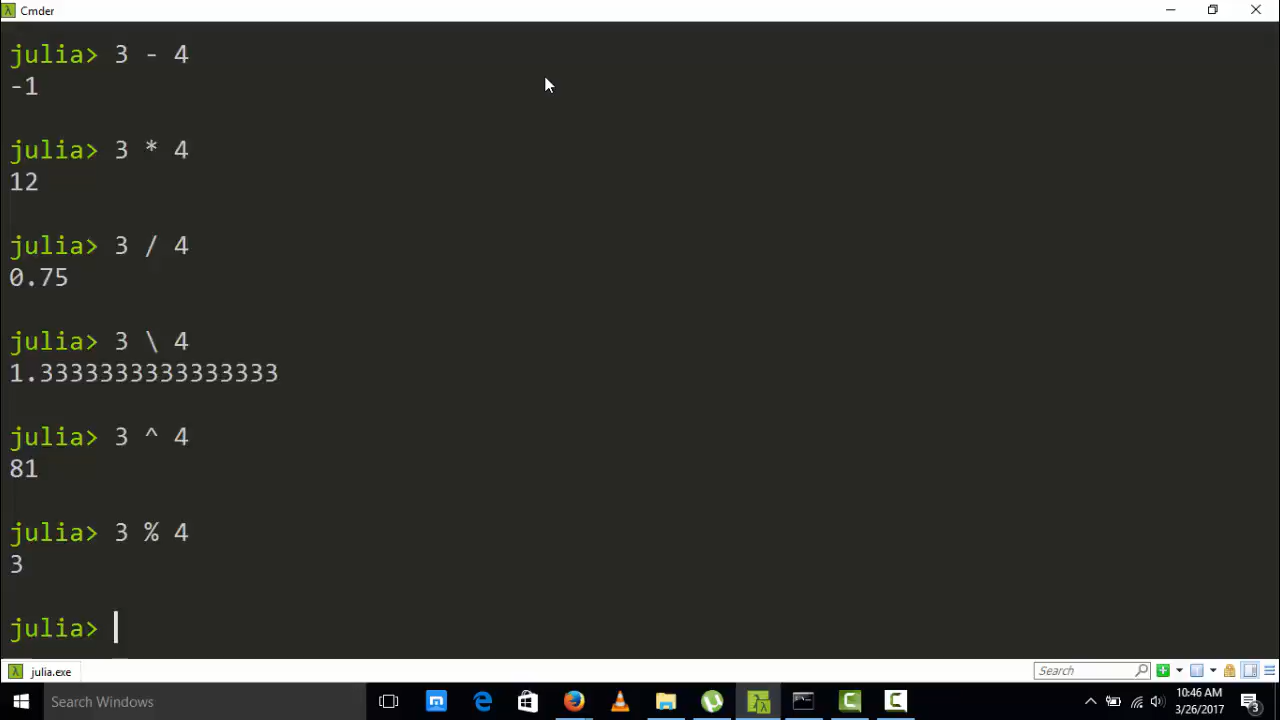 Cmder
julia> 3 - 4
-1
julia> 3 * 4
12
julia> 3 / 4
0.75
julia> 3 \ 4
1.3333333333333333
julia> 3 ^ 4
81
julia> 3 % 4
3
julia>
julia.exe
Search
Search Windows
10:46 AM
3/26/2017
3